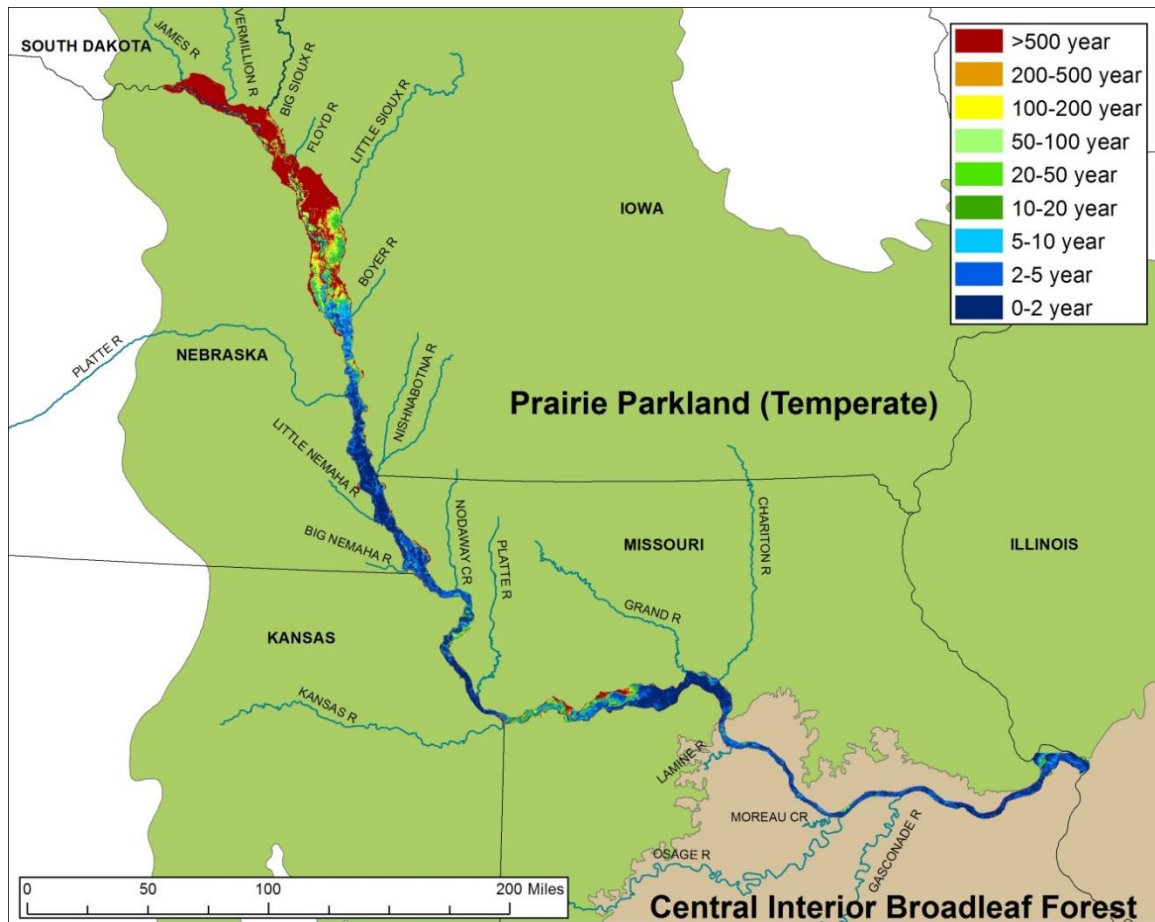 SOUTH DAKOTA
JAMES R
VERMILLION R
BIG SIOUX R
FLOYD R
LITTLE SIOUX R
>500 year
200-500 year
100-200 year
50-100 year
20-50 year
10-20 year
5-10 year
2-5 year
0-2 year
IOWA
BOYER R
PLATTE R
NEBRASKA
NISHNABOTNA R
Prairie Parkland (Temperate)
LITTLE NEMAHA R
BIG NEMAHA R
NODAWAY CR
PLATTE R
MISSOURI
CHARITON R
ILLINOIS
GRAND R
KANSAS
KANSAS R
LAMINE R
MOREAU CR
OSAGE R
GASCONADE R
0 50 100 200 Miles
Central Interior Broadleaf Forest